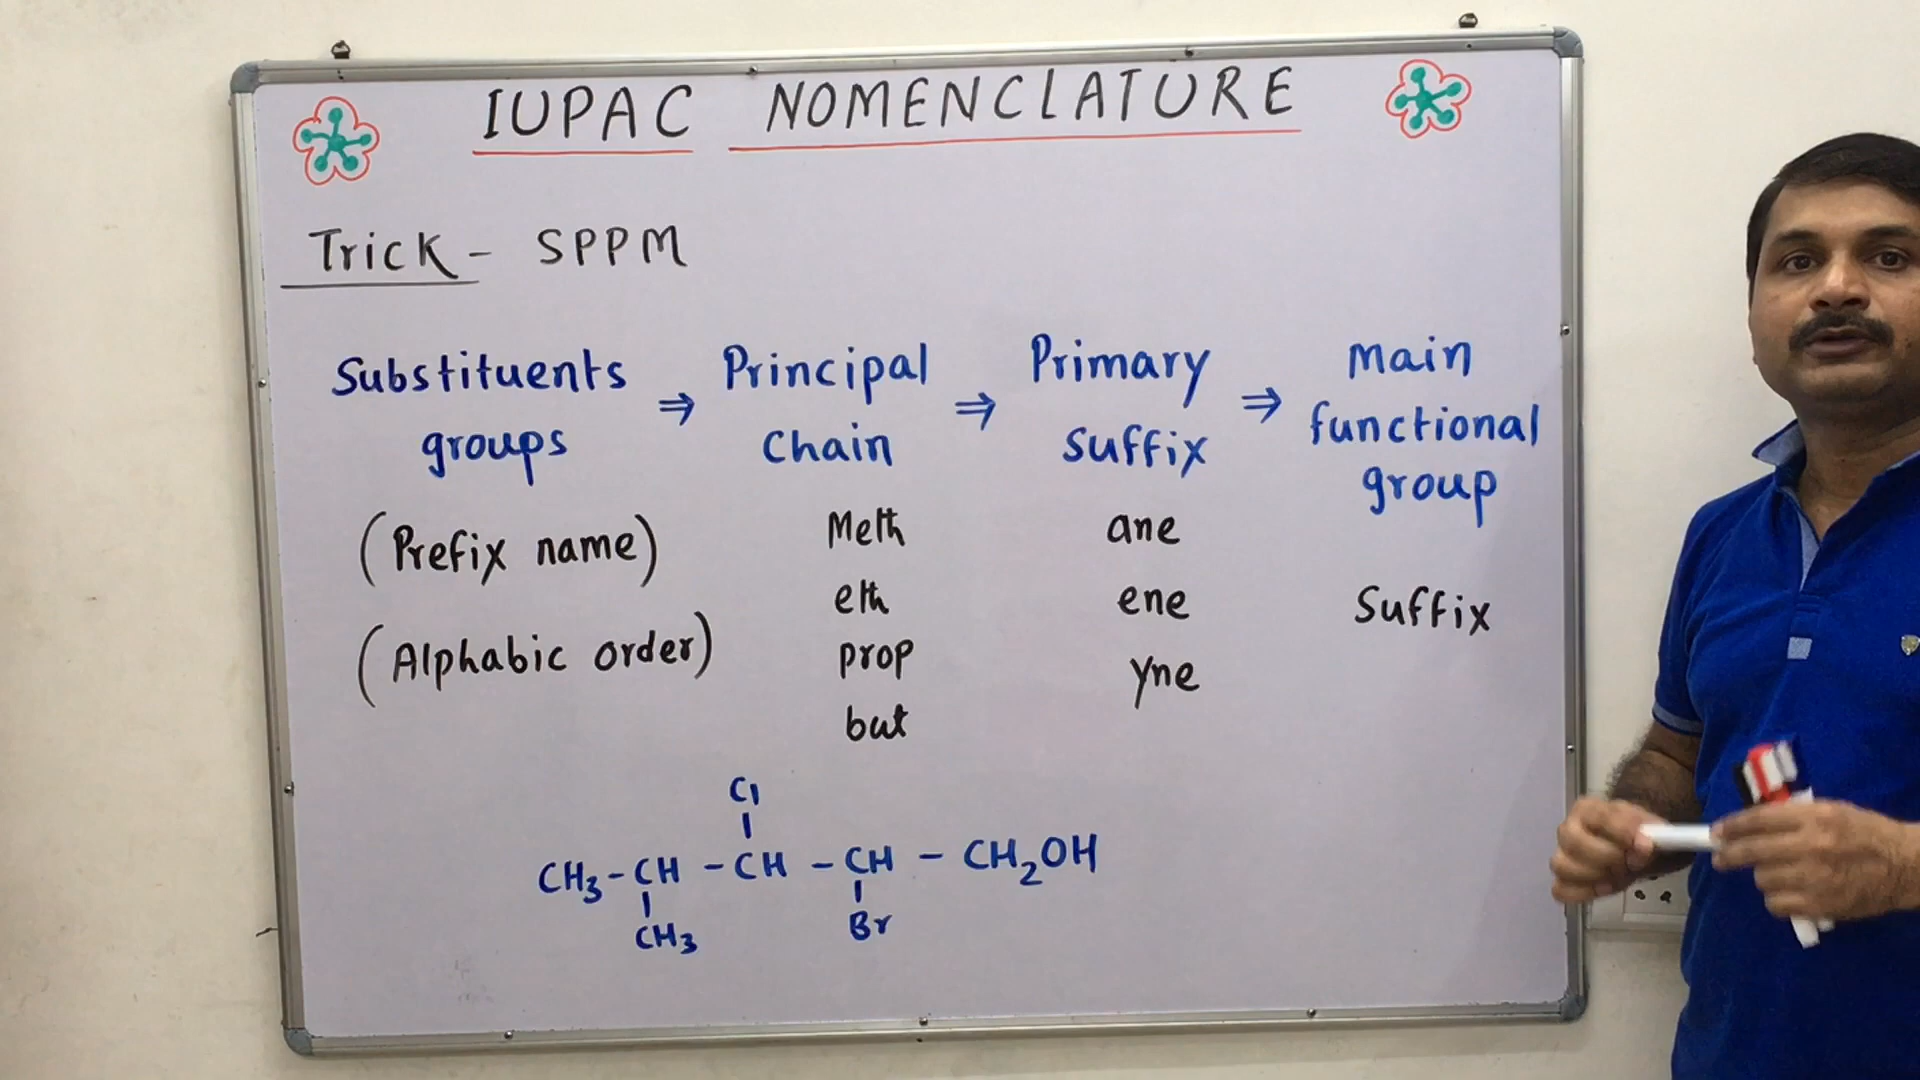 IUPAC NOMENCLATURE
Trick - SPPM
Substituents groups ⇒ Principal Chain ⇒ Primary Suffix ⇒ Main functional group
(Prefix name)
(Alphabic order)
Meth
eth
prop
but
ane
ene
yne
Suffix
Cl
CH₃ - CH - CH - CH - CH₂OH
CH₃ Br